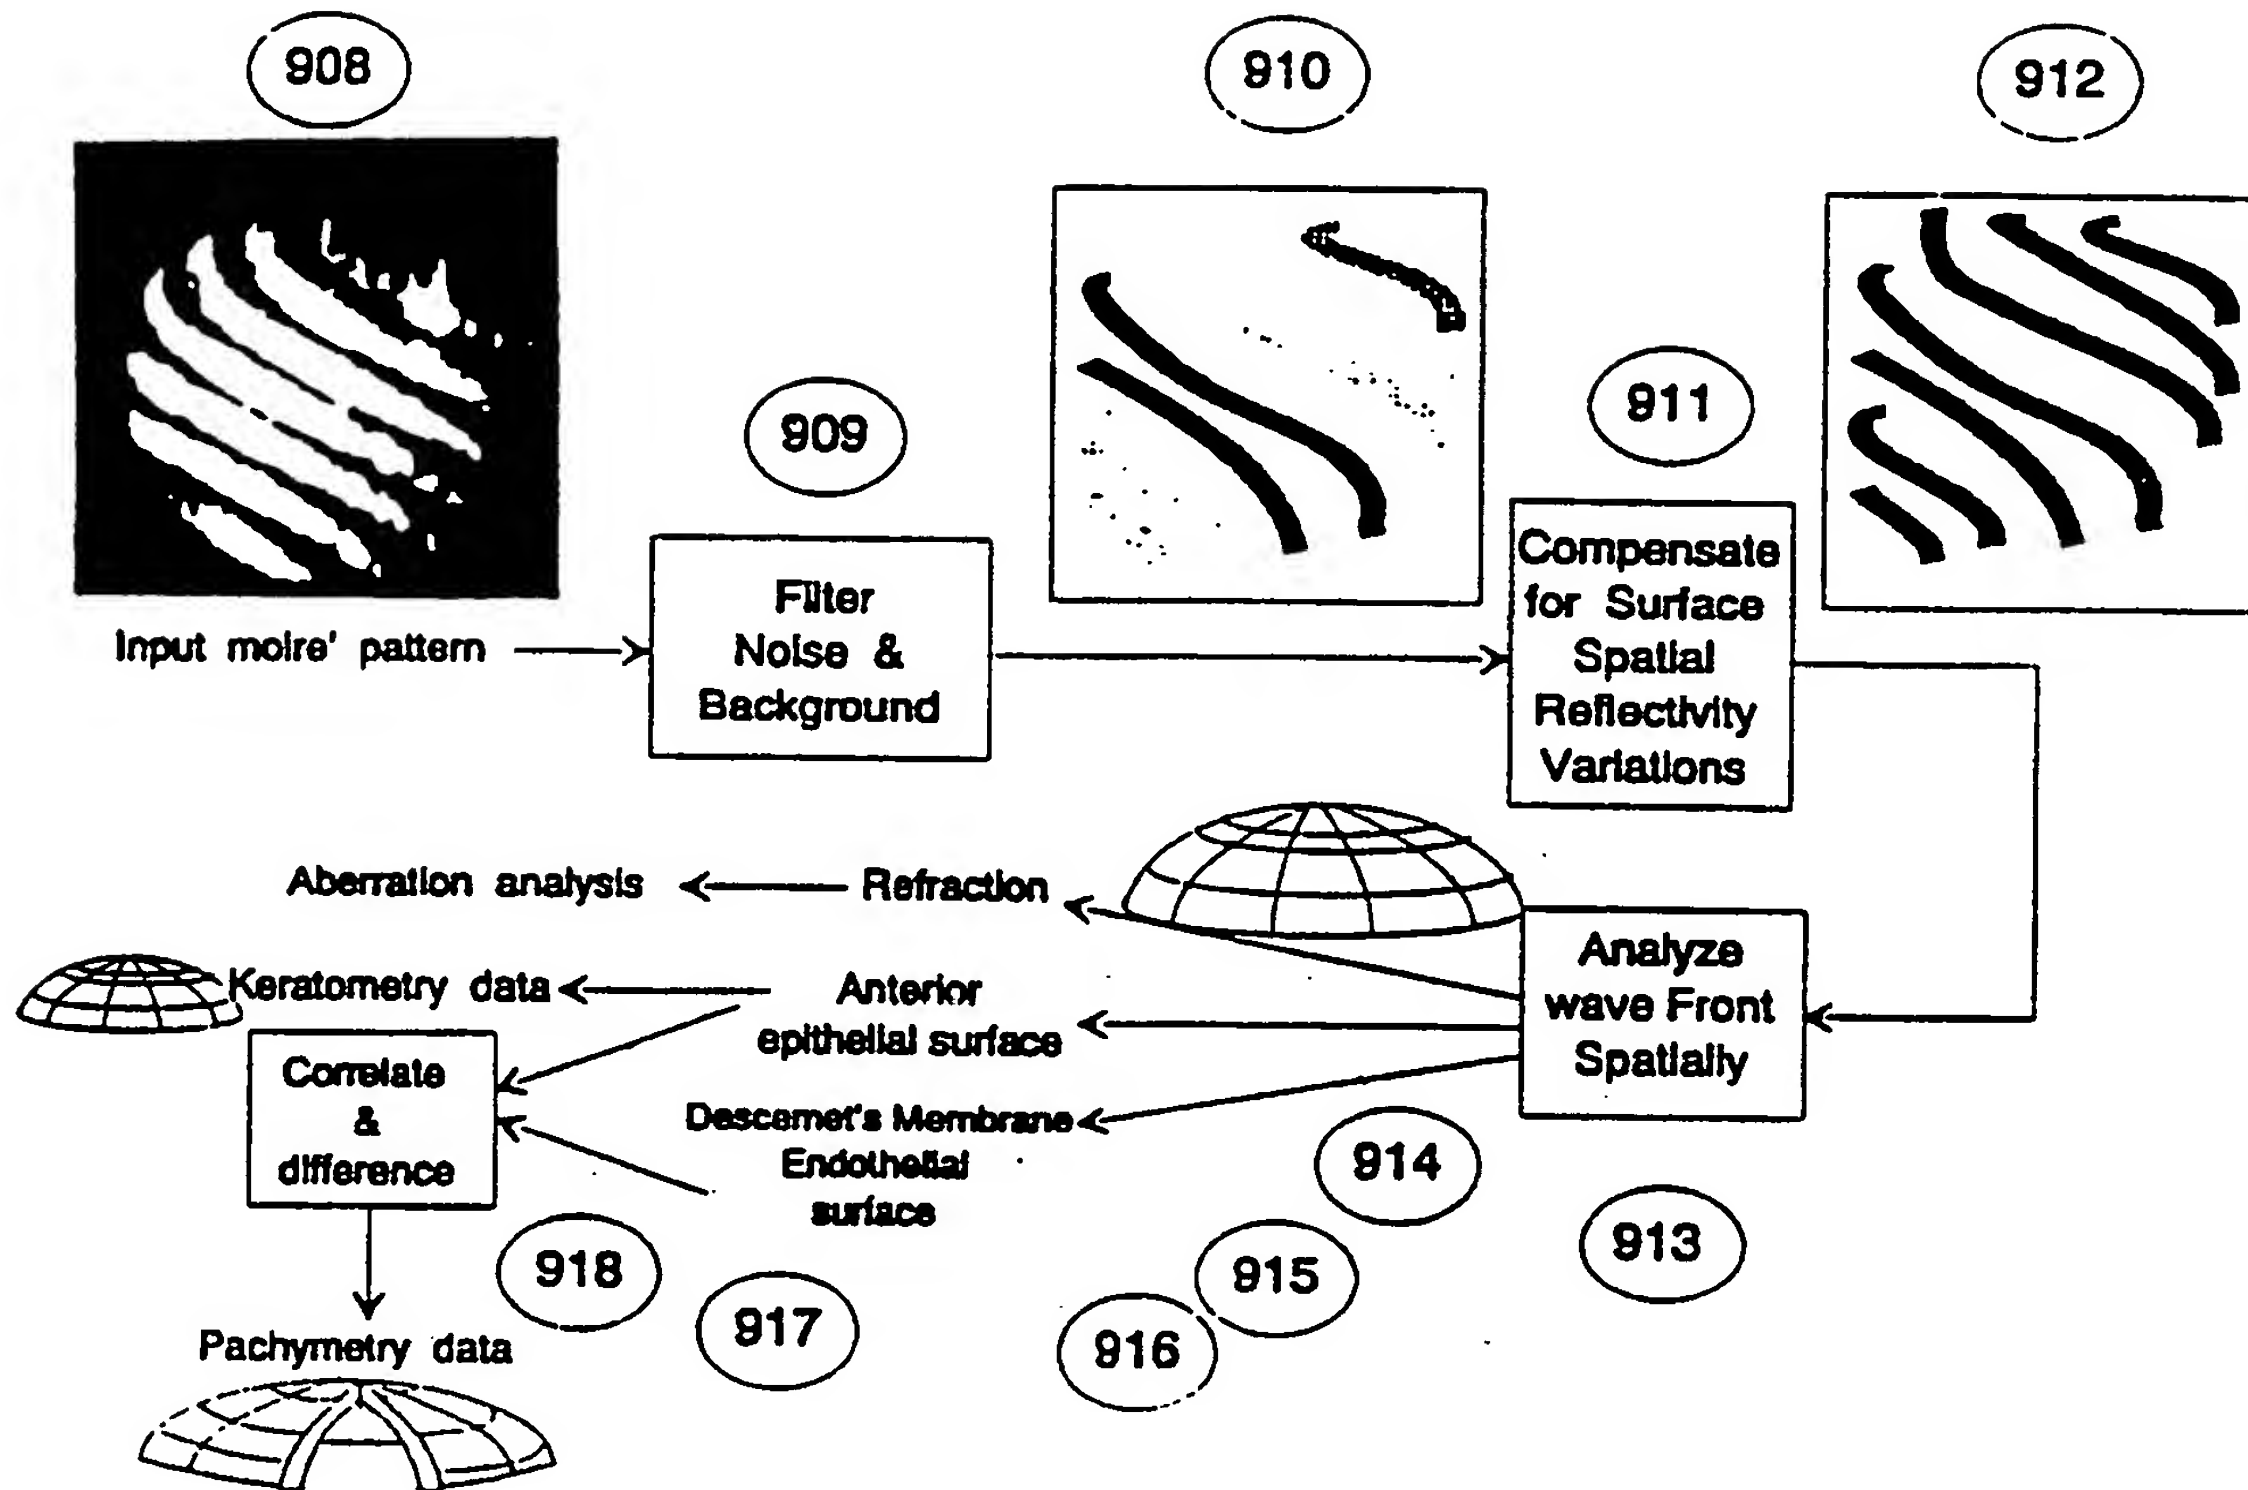 908
910
912
909
911
Input moire' pattern
Filter
Noise &
Background
Compensate
for Surface
Spatial
Reflectivity
Variations
Aberration analysis
Refraction
Keratometry data
Anterior
epithelial surface
Analyze
wave Front
Spatially
Correlate
&
difference
Descemet's Membrane
Endothelial
surface
914
913
918
915
917
916
Pachymetry data